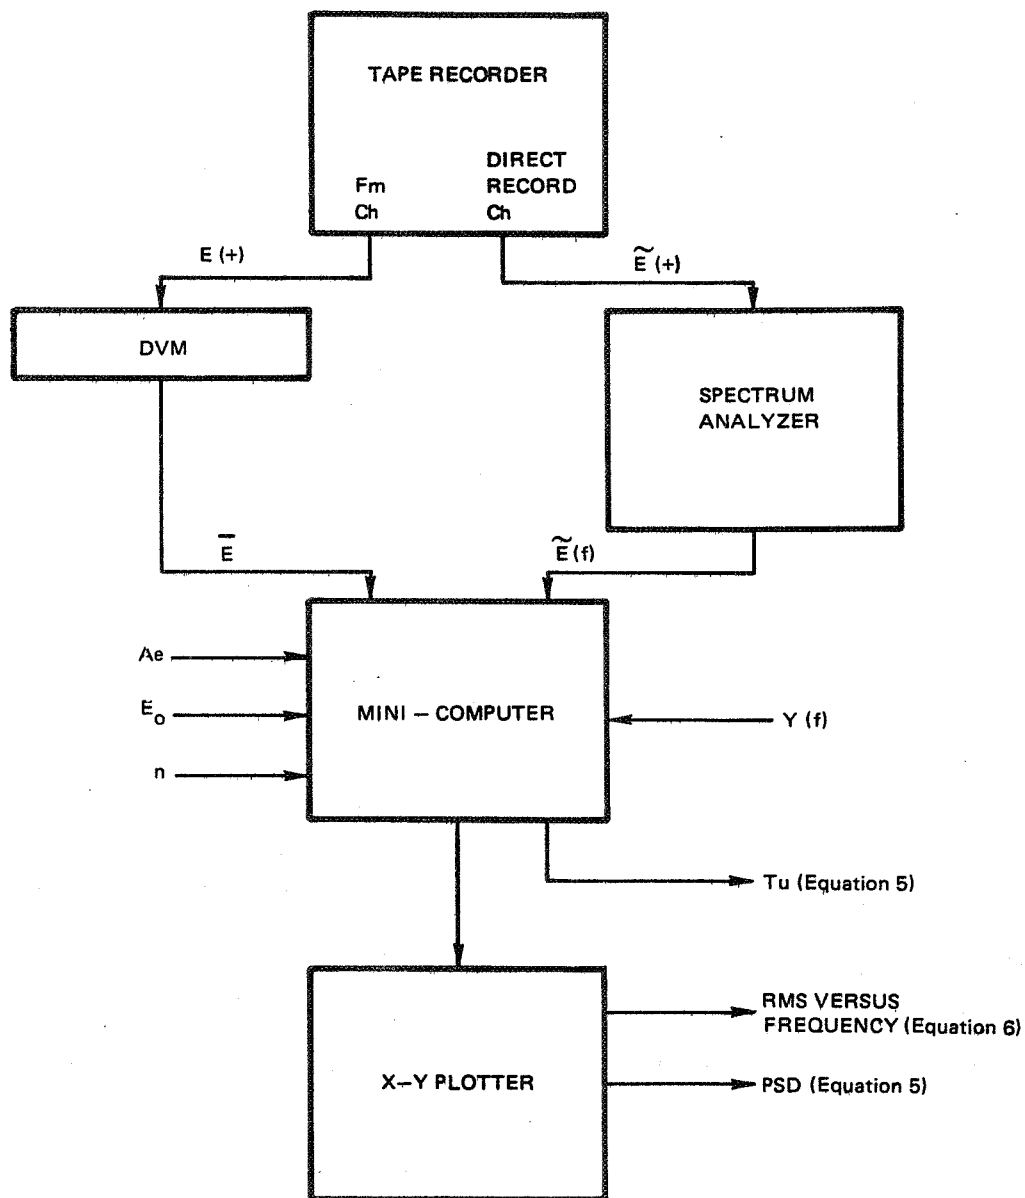 TAPE RECORDER
Fm
Ch
DIRECT
RECORD
Ch
E (+)
Ẽ (+)
DVM
SPECTRUM
ANALYZER
E̅
Ẽ (f)
Ae
E₀
n
MINI – COMPUTER
Y (f)
Tu (Equation 5)
X–Y PLOTTER
RMS VERSUS
FREQUENCY (Equation 6)
PSD (Equation 5)